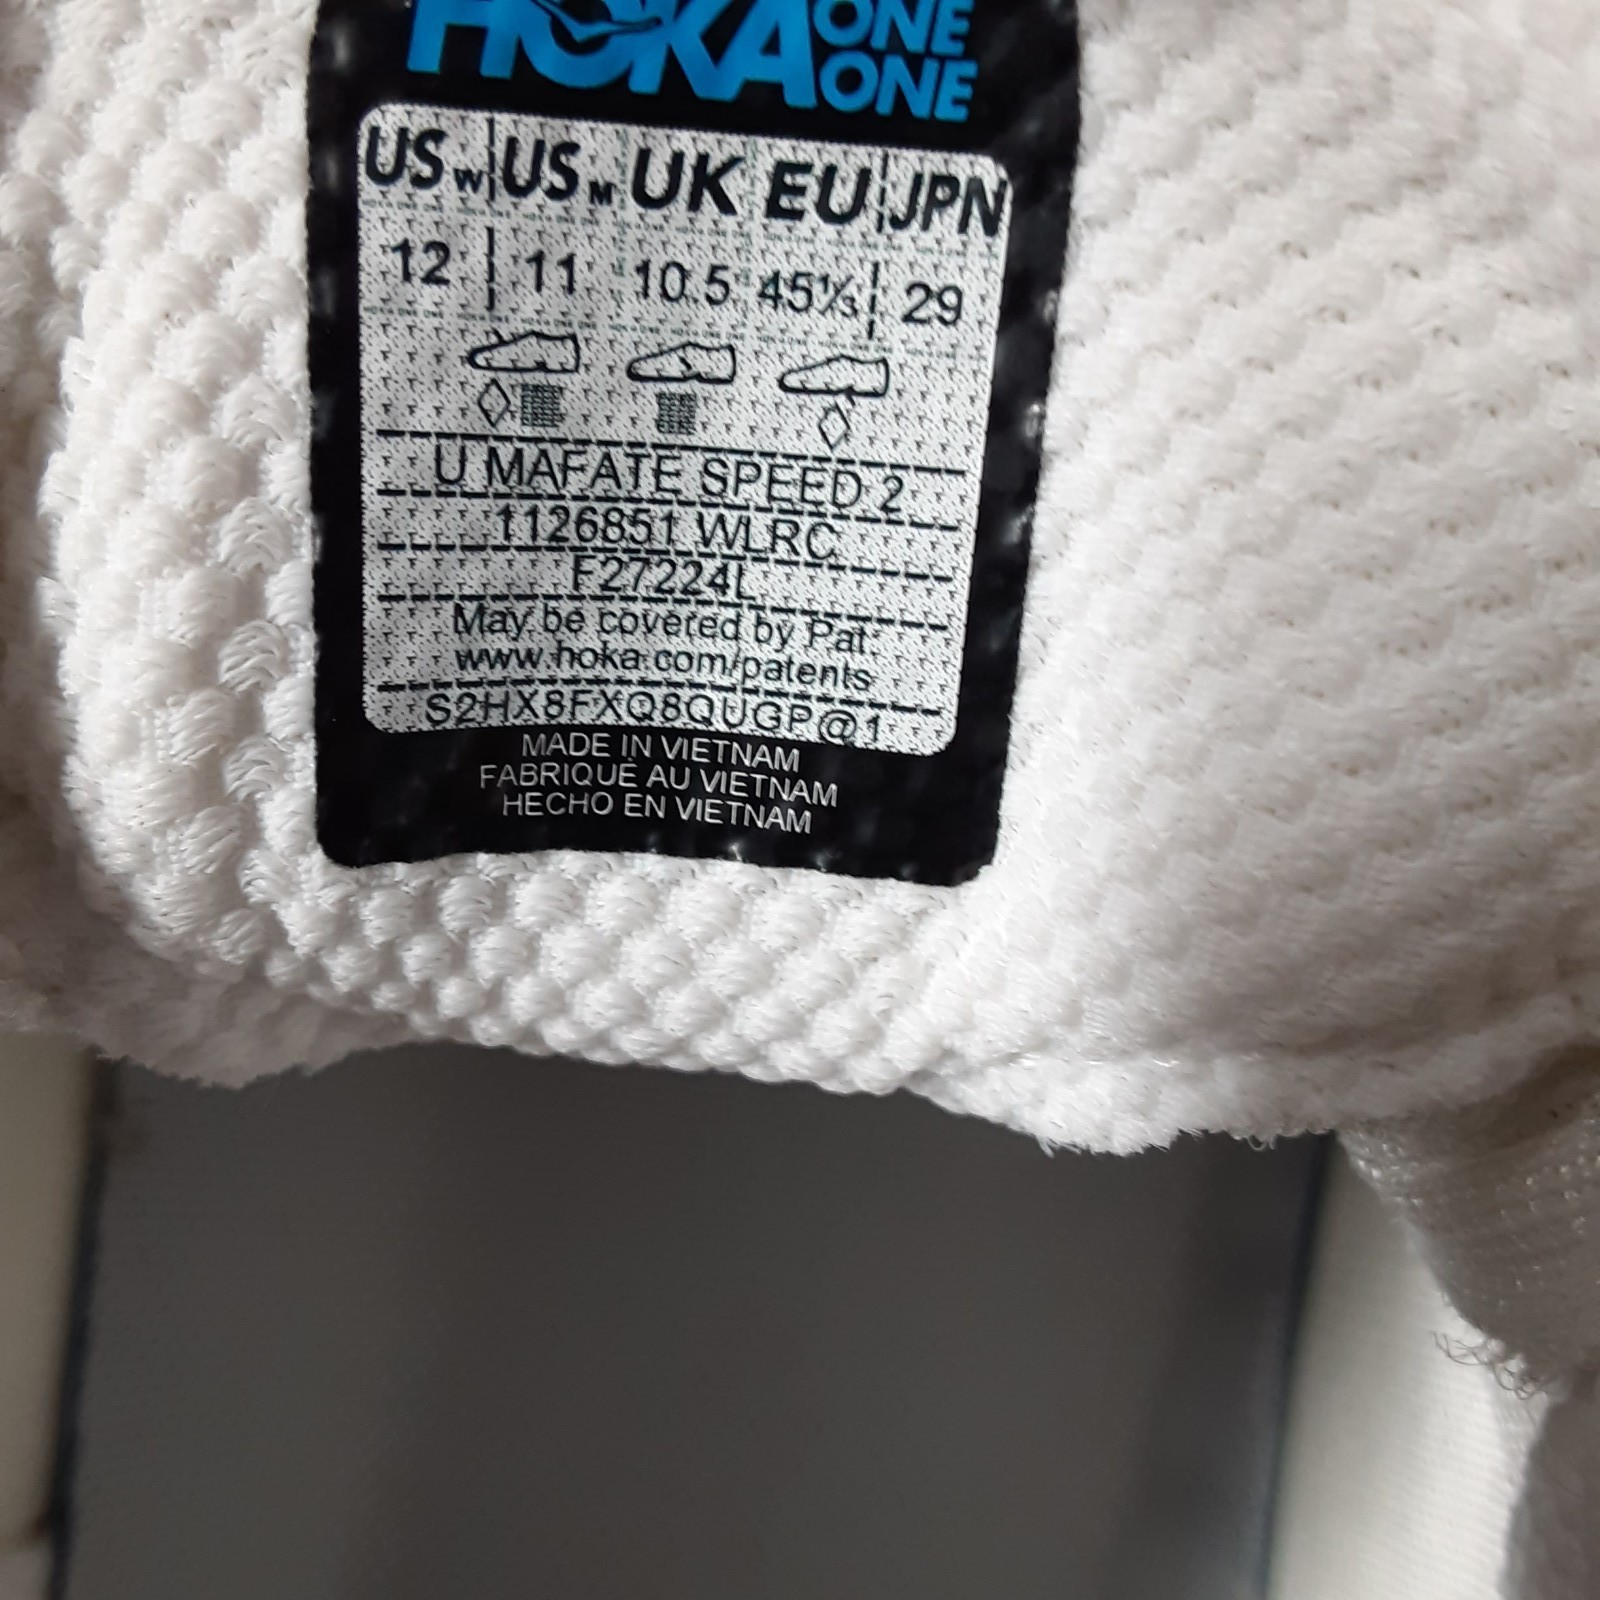 HOKA ONE ONE
US W US M UK EU JPN
12 11 10.5 45⅓ 29
U MAFATE SPEED 2
1126851 WLRC
F27224L
May be covered by Pat.
www.hoka.com/patents
S2HX8FXQ8QUGP@1
MADE IN VIETNAM
FABRIQUÉ AU VIETNAM
HECHO EN VIETNAM